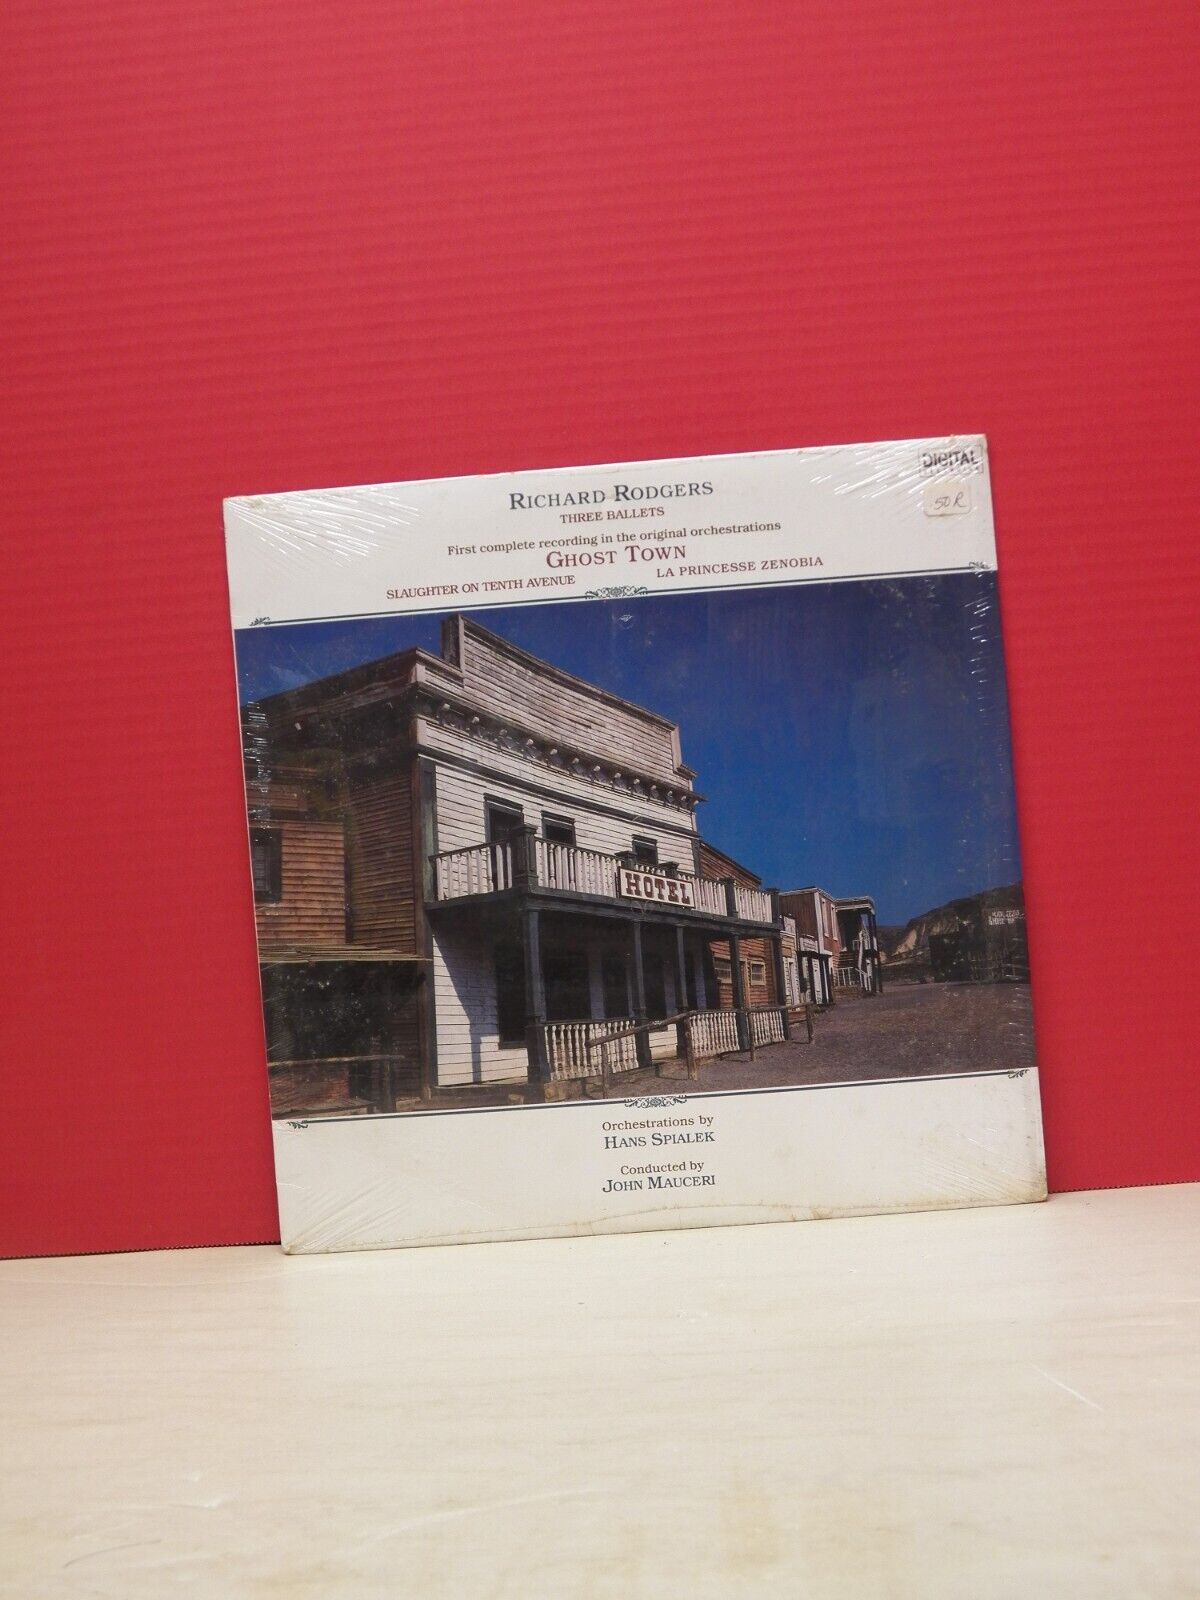 DIGITAL
50R
RICHARD RODGERS
THREE BALLETS
First complete recording in the original orchestrations
GHOST TOWN
SLAUGHTER ON TENTH AVENUE
LA PRINCESSE ZENOBIA
HOTEL
Orchestrations by
HANS SPIALEK
Conducted by
JOHN MAUCERI